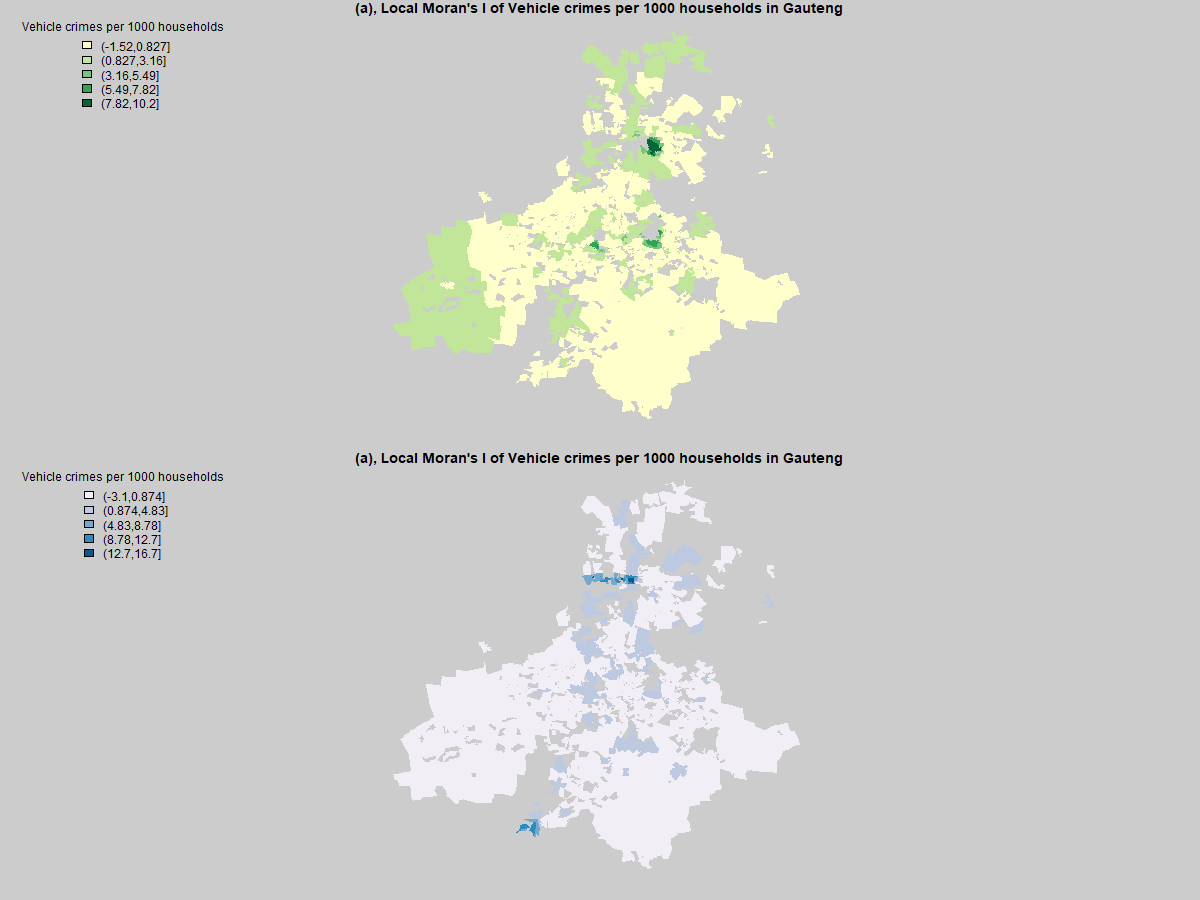 (a), Local Moran's I of Vehicle crimes per 1000 households in Gauteng
Vehicle crimes per 1000 households
(-1.52,0.827]
(0.827,3.16]
(3.16,5.49]
(5.49,7.82]
(7.82,10.2]
(a), Local Moran's I of Vehicle crimes per 1000 households in Gauteng
Vehicle crimes per 1000 households
(-3.1,0.874]
(0.874,4.83]
(4.83,8.78]
(8.78,12.7]
(12.7,16.7]